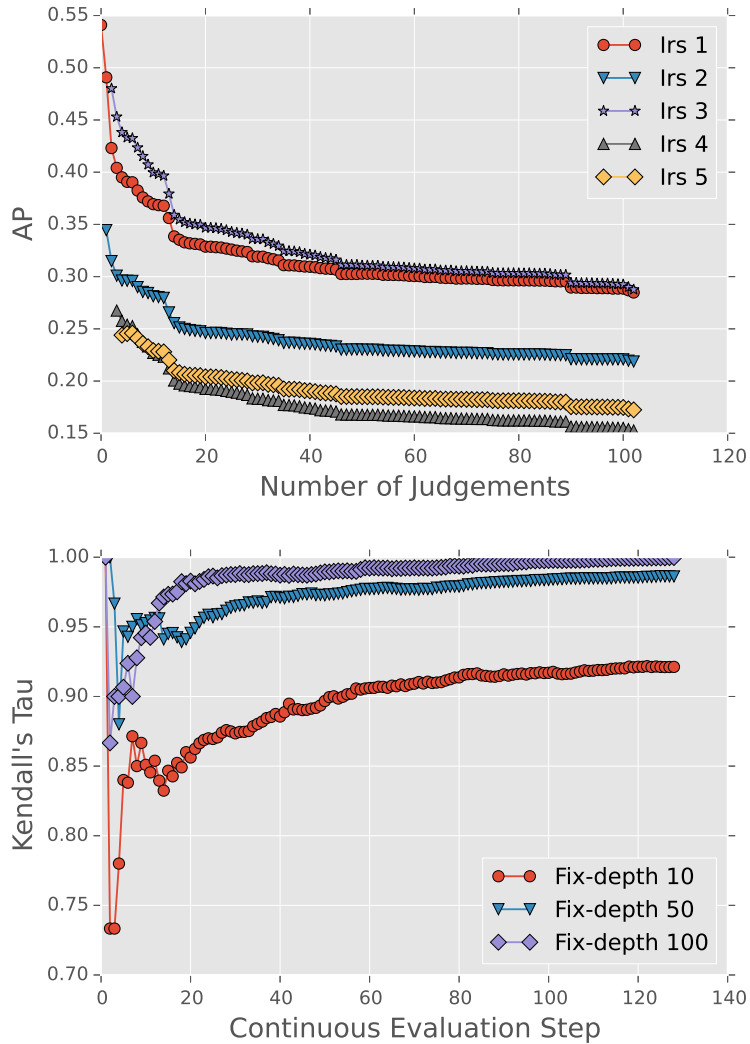 0.55
0.50
0.45
0.40
0.35
0.30
0.25
0.20
0.15
AP
Irs 1
Irs 2
Irs 3
Irs 4
Irs 5
0 20 40 60 80 100 120
Number of Judgements
1.00
0.95
0.90
0.85
0.80
0.75
0.70
Kendall's Tau
Fix-depth 10
Fix-depth 50
Fix-depth 100
0 20 40 60 80 100 120 140
Continuous Evaluation Step